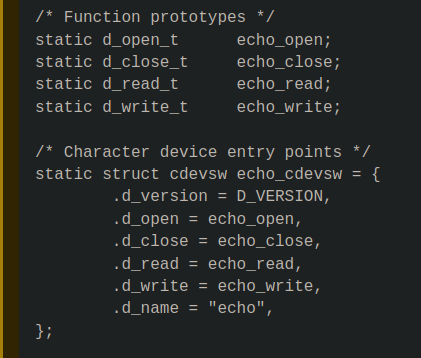 /* Function prototypes */
static d_open_t      echo_open;
static d_close_t     echo_close;
static d_read_t      echo_read;
static d_write_t     echo_write;

/* Character device entry points */
static struct cdevsw echo_cdevsw = {
        .d_version = D_VERSION,
        .d_open = echo_open,
        .d_close = echo_close,
        .d_read = echo_read,
        .d_write = echo_write,
        .d_name = "echo",
};